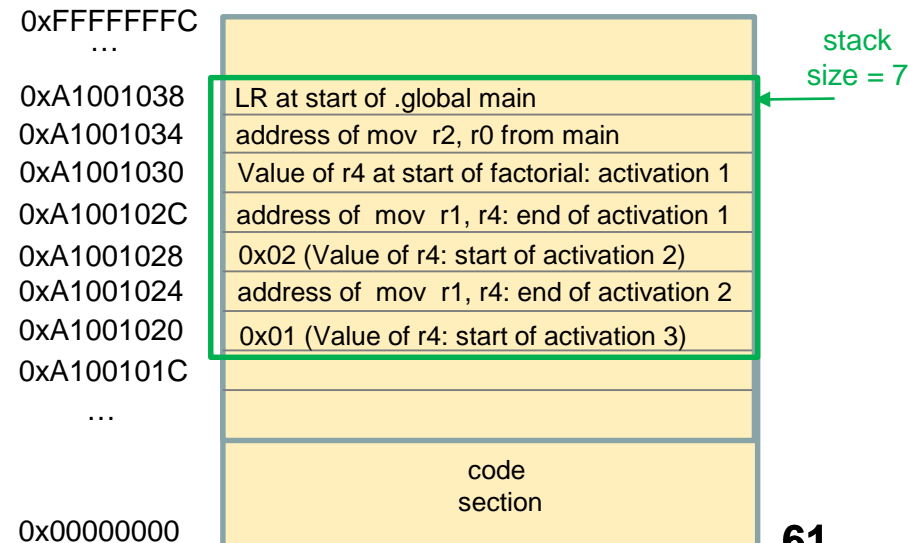 0xFFFFFFFC
…
stack
size = 7
0xA1001038 LR at start of .global main
0xA1001034 address of mov r2, r0 from main
0xA1001030 Value of r4 at start of factorial: activation 1
0xA100102C address of mov r1, r4: end of activation 1
0xA1001028 0x02 (Value of r4: start of activation 2)
0xA1001024 address of mov r1, r4: end of activation 2
0xA1001020 0x01 (Value of r4: start of activation 3)
0xA100101C
…
code
section
0x00000000
61